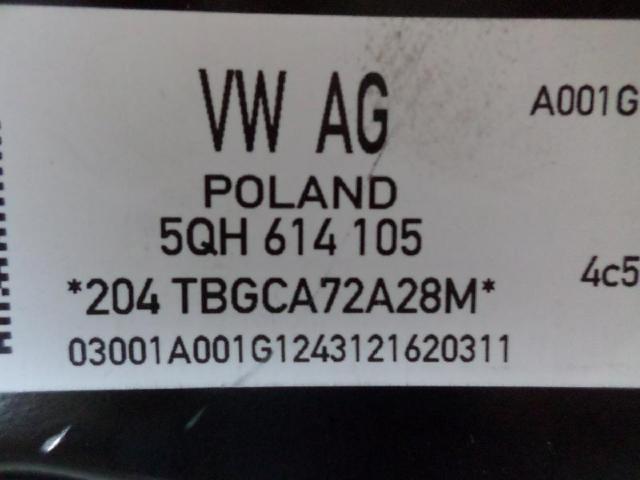 VW AG
A001G
POLAND
5QH 614 105
4c5
*204 TBGCA72A28M*
03001A001G1243121620311